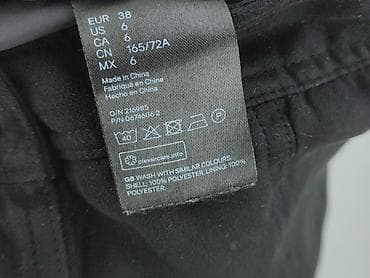 EUR 38
US 6
CA 6
CN 165/72A
MX 6
Made in China
Fabriqué en Chine
Hecho en China
O/N 216985
P/N 0674606 2
40
P
clevercare.info
GB WASH WITH SIMILAR COLOURS.
SHELL: 100% POLYESTER. LINING: 100%
POLYESTER.